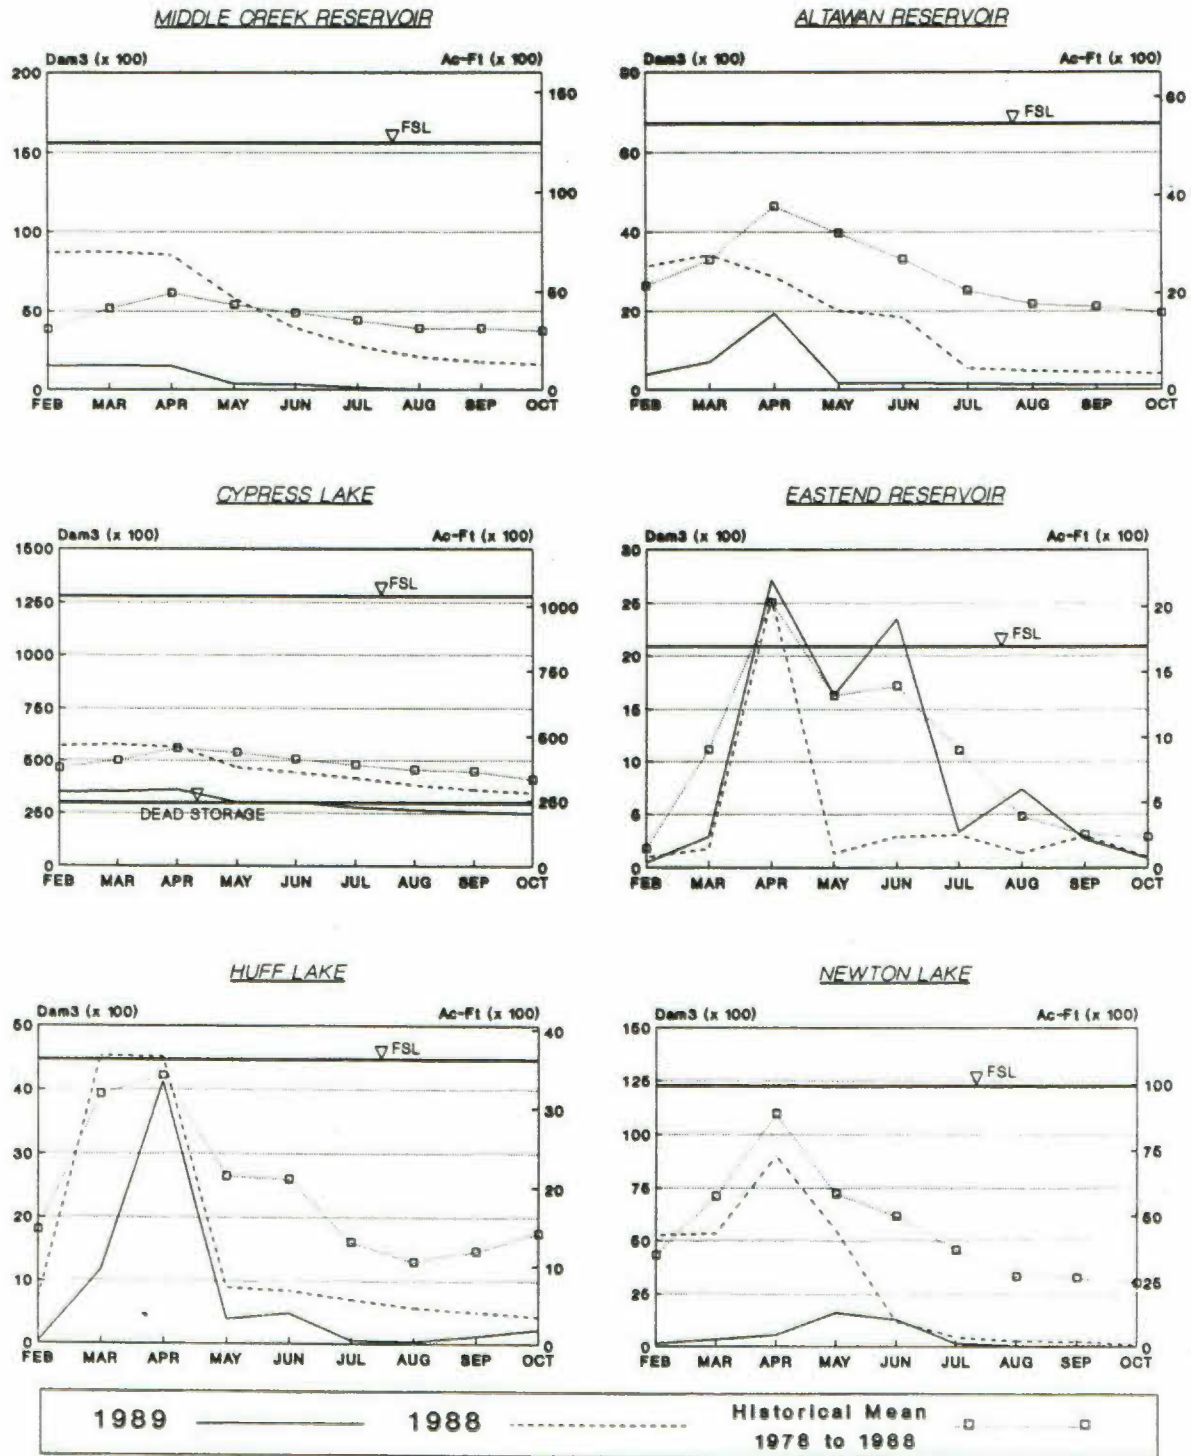 MIDDLE CREEK RESERVOIR
Dam3 (x 100) Ac-Ft (x 100)
200
150
100
50
0
150
100
50
0
FSL
FEB MAR APR MAY JUN JUL AUG SEP OCT
ALTAWAN RESERVOIR
Dam3 (x 100) Ac-Ft (x 100)
80
60
40
20
0
60
40
20
0
FSL
FEB MAR APR MAY JUN JUL AUG SEP OCT
CYPRESS LAKE
Dam3 (x 100) Ac-Ft (x 100)
1500
1250
1000
750
500
250
0
1000
750
500
250
0
FSL
DEAD STORAGE
FEB MAR APR MAY JUN JUL AUG SEP OCT
EASTEND RESERVOIR
Dam3 (x 100) Ac-Ft (x 100)
30
25
20
15
10
5
0
20
15
10
5
0
FSL
FEB MAR APR MAY JUN JUL AUG SEP OCT
HUFF LAKE
Dam3 (x 100) Ac-Ft (x 100)
50
40
30
20
10
0
40
30
20
10
0
FSL
FEB MAR APR MAY JUN JUL AUG SEP OCT
NEWTON LAKE
Dam3 (x 100) Ac-Ft (x 100)
150
125
100
75
50
25
0
100
75
50
25
0
FSL
FEB MAR APR MAY JUN JUL AUG SEP OCT
1989 1988 Historical Mean
1978 to 1988